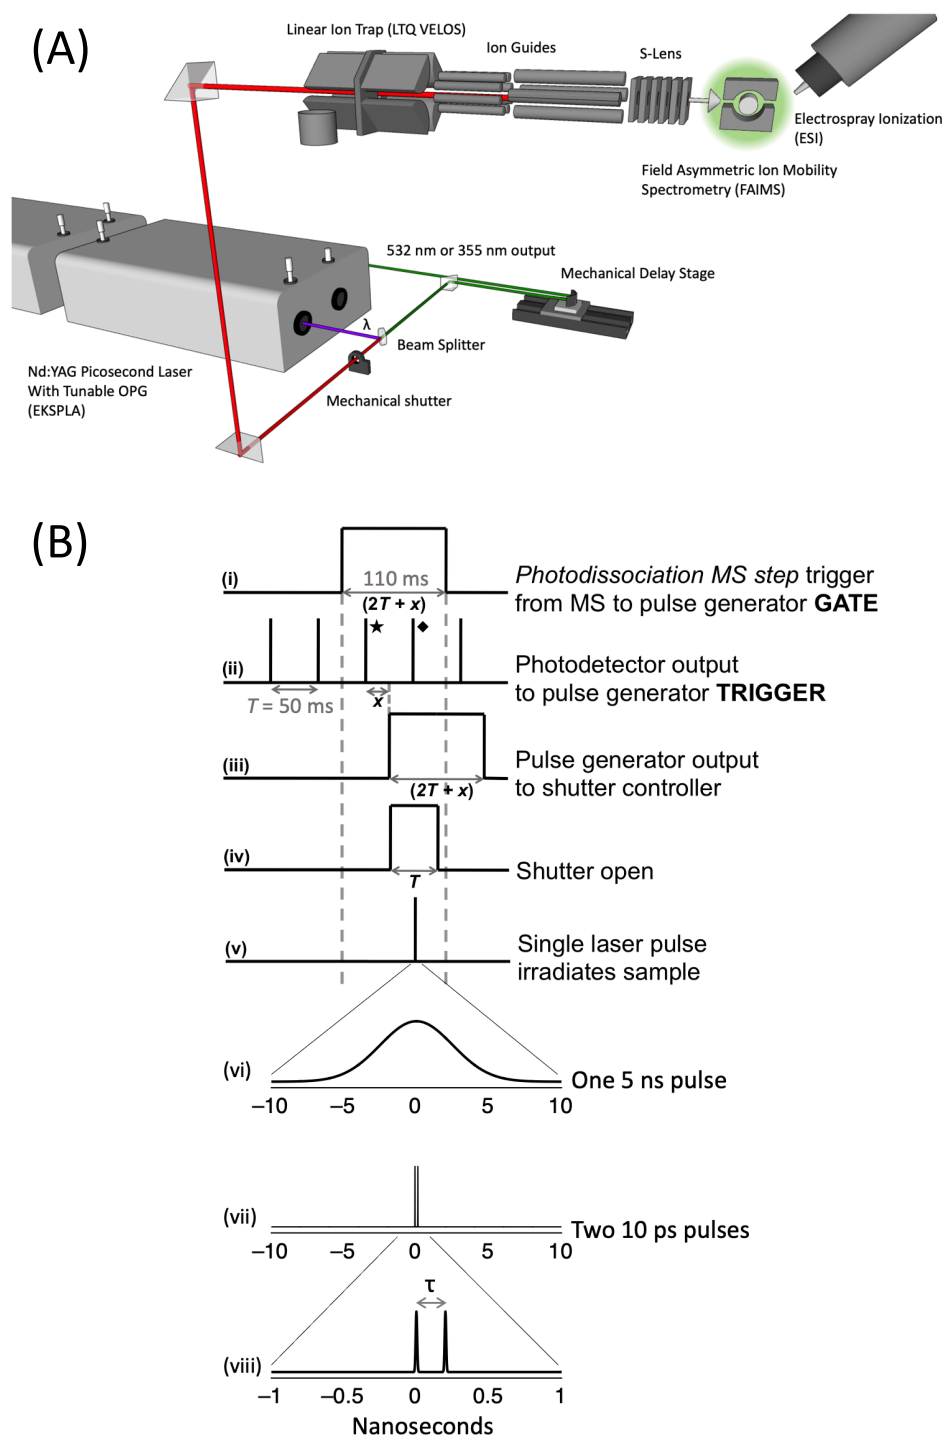 (A)
Linear Ion Trap (LTQ VELOS)
Ion Guides
S-Lens
Electrospray Ionization
(ESI)
Field Asymmetric Ion Mobility
Spectrometry (FAIMS)
532 nm or 355 nm output
Mechanical Delay Stage
λ
Beam Splitter
Nd:YAG Picosecond Laser
With Tunable OPG
(EKSPLA)
Mechanical shutter
(B)
(i)
110 ms
(2T + x)
Photodissociation MS step trigger
from MS to pulse generator GATE
(ii)
★
◆
T = 50 ms
x
Photodetector output
to pulse generator TRIGGER
(iii)
(2T + x)
Pulse generator output
to shutter controller
(iv)
T
Shutter open
(v)
Single laser pulse
irradiates sample
(vi)
One 5 ns pulse
−10 −5 0 5 10
(vii)
Two 10 ps pulses
−10 −5 0 5 10
τ
(viii)
−1 −0.5 0 0.5 1
Nanoseconds